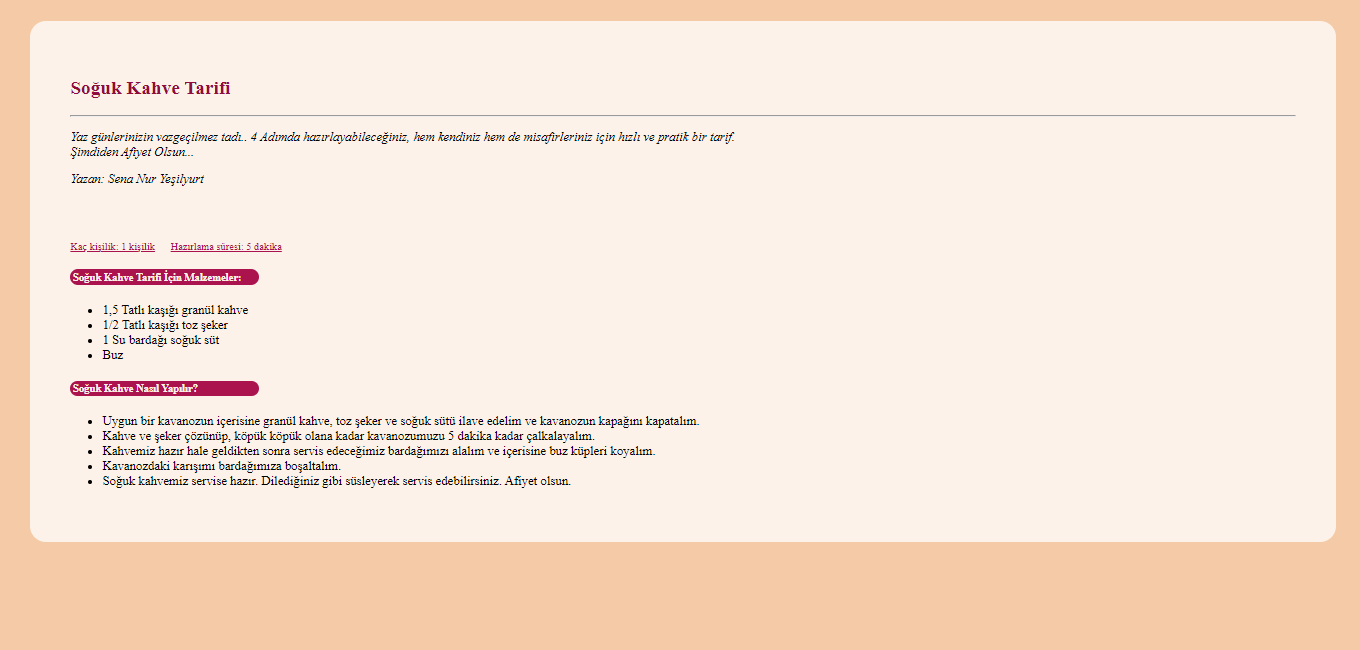 Soğuk Kahve Tarifi
Yaz günlerinizin vazgeçilmez tadı.. 4 Adımda hazırlayabileceğiniz, hem kendiniz hem de misafirleriniz için hızlı ve pratik bir tarif.
Şimdiden Afiyet Olsun...
Yazan: Sena Nur Yeşilyurt
Kaç kişilik: 1 kişilik Hazırlama süresi: 5 dakika
Soğuk Kahve Tarifi İçin Malzemeler:
• 1,5 Tatlı kaşığı granül kahve
• 1/2 Tatlı kaşığı toz şeker
• 1 Su bardağı soğuk süt
• Buz
Soğuk Kahve Nasıl Yapılır?
• Uygun bir kavanozun içerisine granül kahve, toz şeker ve soğuk sütü ilave edelim ve kavanozun kapağını kapatalım.
• Kahve ve şeker çözünüp, köpük köpük olana kadar kavanozumuzu 5 dakika kadar çalkalayalım.
• Kahvemiz hazır hale geldikten sonra servis edeceğimiz bardağımızı alalım ve içerisine buz küpleri koyalım.
• Kavanozdaki karışımı bardağımıza boşaltalım.
• Soğuk kahvemiz servise hazır. Dilediğiniz gibi süsleyerek servis edebilirsiniz. Afiyet olsun.